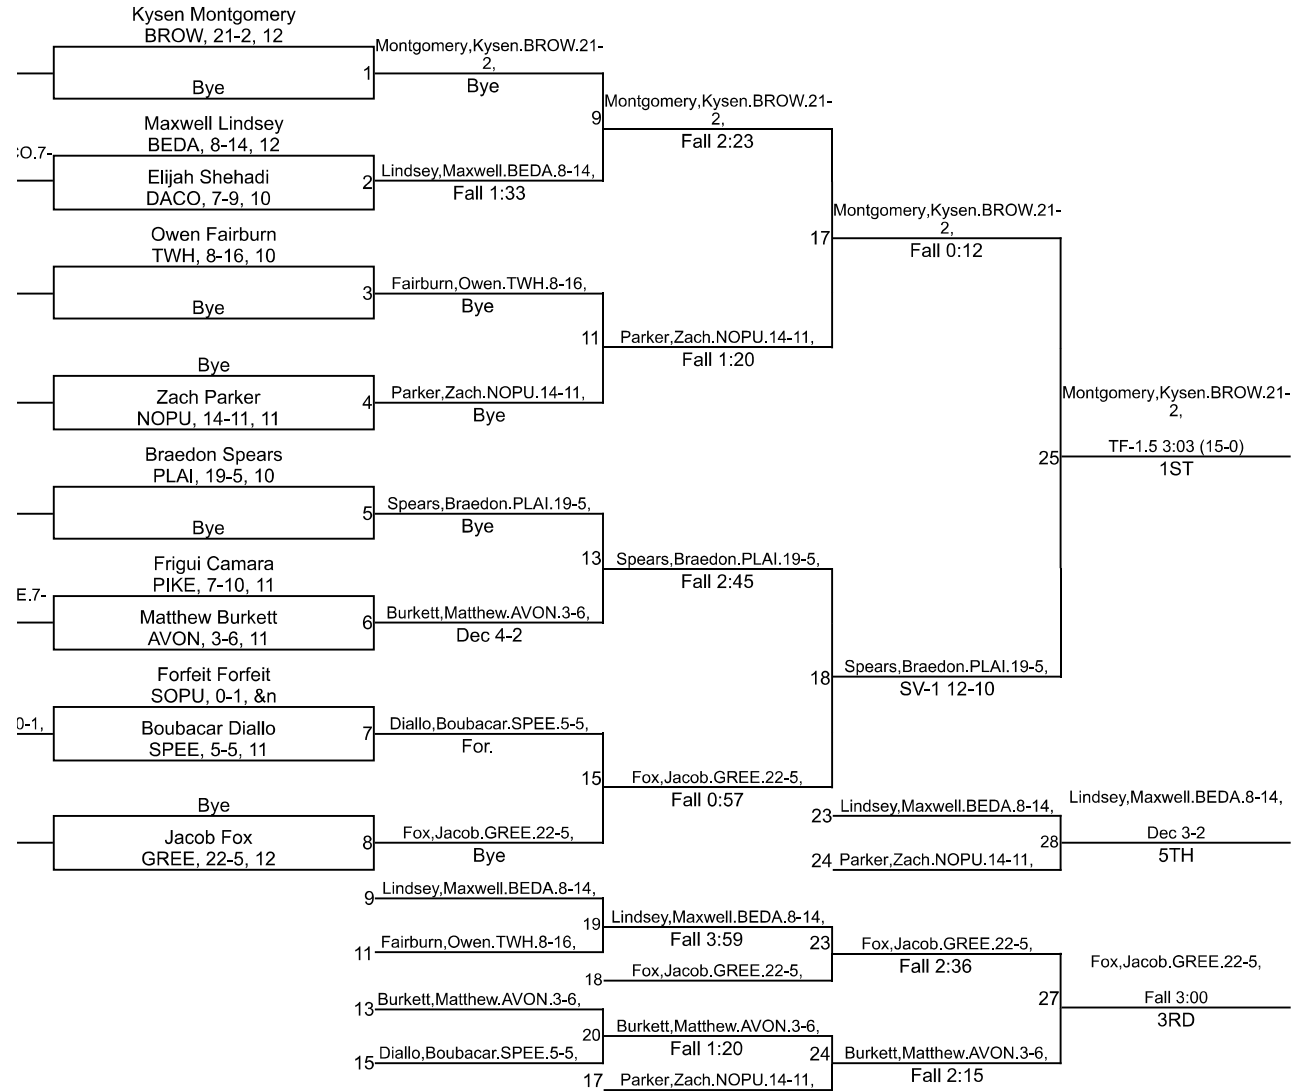 Kysen Montgomery
BROW, 21-2, 12
1
Bye
Montgomery,Kysen.BROW.21-
2,
Bye
Maxwell Lindsey
BEDA, 8-14, 12
CO.7-
Elijah Shehadi
DACO, 7-9, 10
2
Lindsey,Maxwell.BEDA.8-14,
Fall 1:33
9
Montgomery,Kysen.BROW.21-
2,
Fall 2:23
Owen Fairburn
TWH, 8-16, 10
3
Bye
Fairburn,Owen.TWH.8-16,
Bye
Bye
Zach Parker
NOPU, 14-11, 11
4
Parker,Zach.NOPU.14-11,
Bye
11
Parker,Zach.NOPU.14-11,
Fall 1:20
17
Montgomery,Kysen.BROW.21-
2,
Fall 0:12
Braedon Spears
PLAI, 19-5, 10
5
Bye
Spears,Braedon.PLAI.19-5,
Bye
Frigui Camara
PIKE, 7-10, 11
E.7-
Matthew Burkett
AVON, 3-6, 11
6
Burkett,Matthew.AVON.3-6,
Dec 4-2
13
Spears,Braedon.PLAI.19-5,
Fall 2:45
Forfeit Forfeit
SOPU, 0-1, &n
0-1,
Boubacar Diallo
SPEE, 5-5, 11
7
Diallo,Boubacar.SPEE.5-5,
For.
Bye
Jacob Fox
GREE, 22-5, 12
8
Fox,Jacob.GREE.22-5,
Bye
15
Fox,Jacob.GREE.22-5,
Fall 0:57
18
Spears,Braedon.PLAI.19-5,
SV-1 12-10
25
Montgomery,Kysen.BROW.21-
2,
TF-1.5 3:03 (15-0)
1ST
23
Lindsey,Maxwell.BEDA.8-14,
24
Parker,Zach.NOPU.14-11,
28
Lindsey,Maxwell.BEDA.8-14,
Dec 3-2
5TH
9
Lindsey,Maxwell.BEDA.8-14,
11
Fairburn,Owen.TWH.8-16,
19
Lindsey,Maxwell.BEDA.8-14,
Fall 3:59
18
Fox,Jacob.GREE.22-5,
23
Fox,Jacob.GREE.22-5,
Fall 2:36
13
Burkett,Matthew.AVON.3-6,
15
Diallo,Boubacar.SPEE.5-5,
20
Burkett,Matthew.AVON.3-6,
Fall 1:20
17
Parker,Zach.NOPU.14-11,
24
Burkett,Matthew.AVON.3-6,
Fall 2:15
27
Fox,Jacob.GREE.22-5,
Fall 3:00
3RD